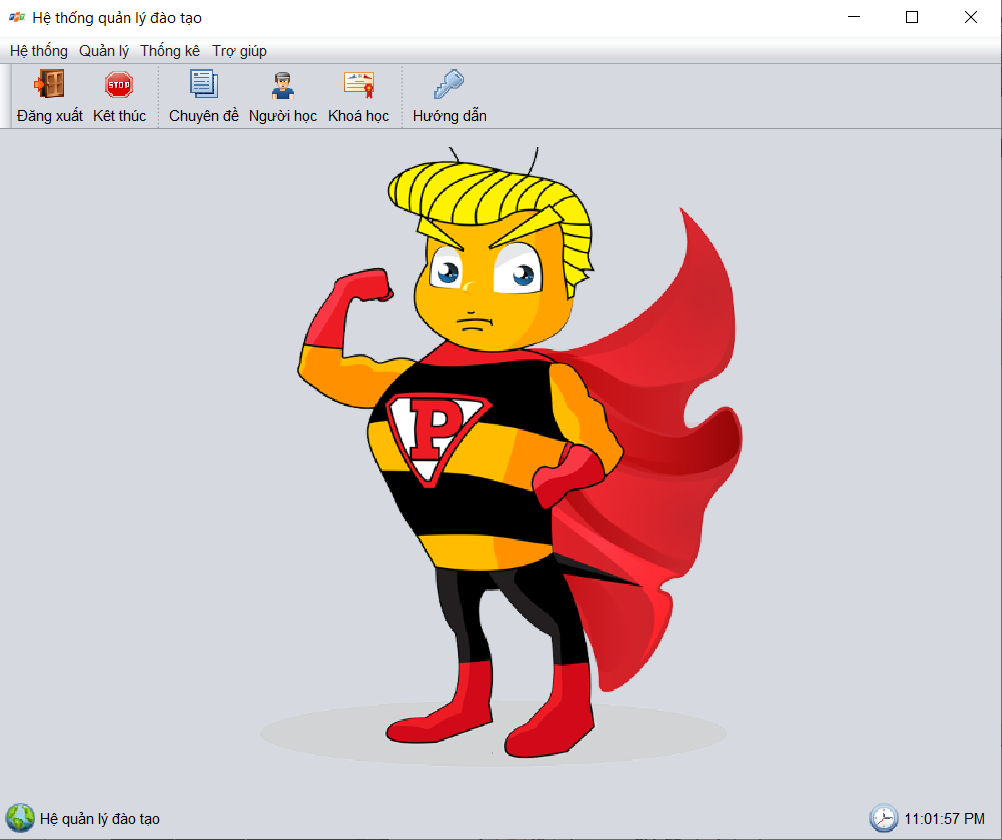 Hệ thống quản lý đào tạo
Hệ thống Quản lý Thống kê Trợ giúp
STOP
Đăng xuất Kêt thúc Chuyên đề Người học Khoá học Hướng dẫn
P
Hệ quản lý đào tạo 11:01:57 PM